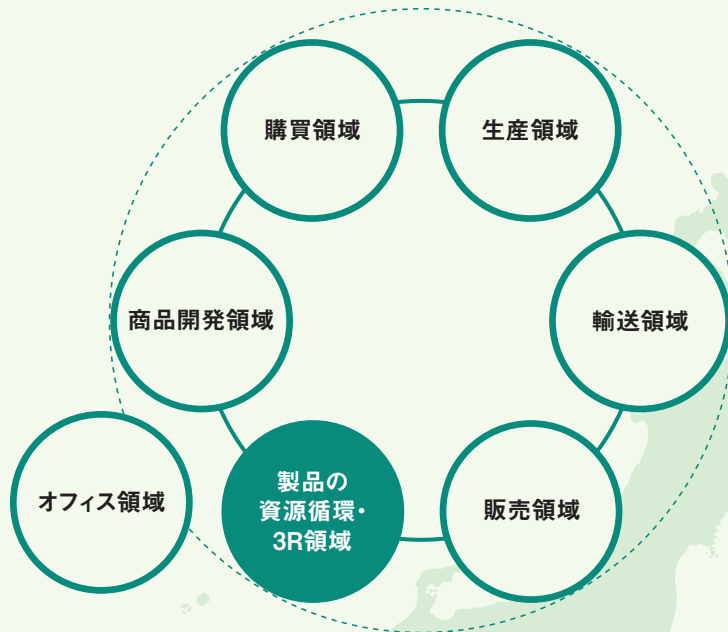 購買領域
生産領域
商品開発領域
輸送領域
オフィス領域
製品の
資源循環・
3R領域
販売領域